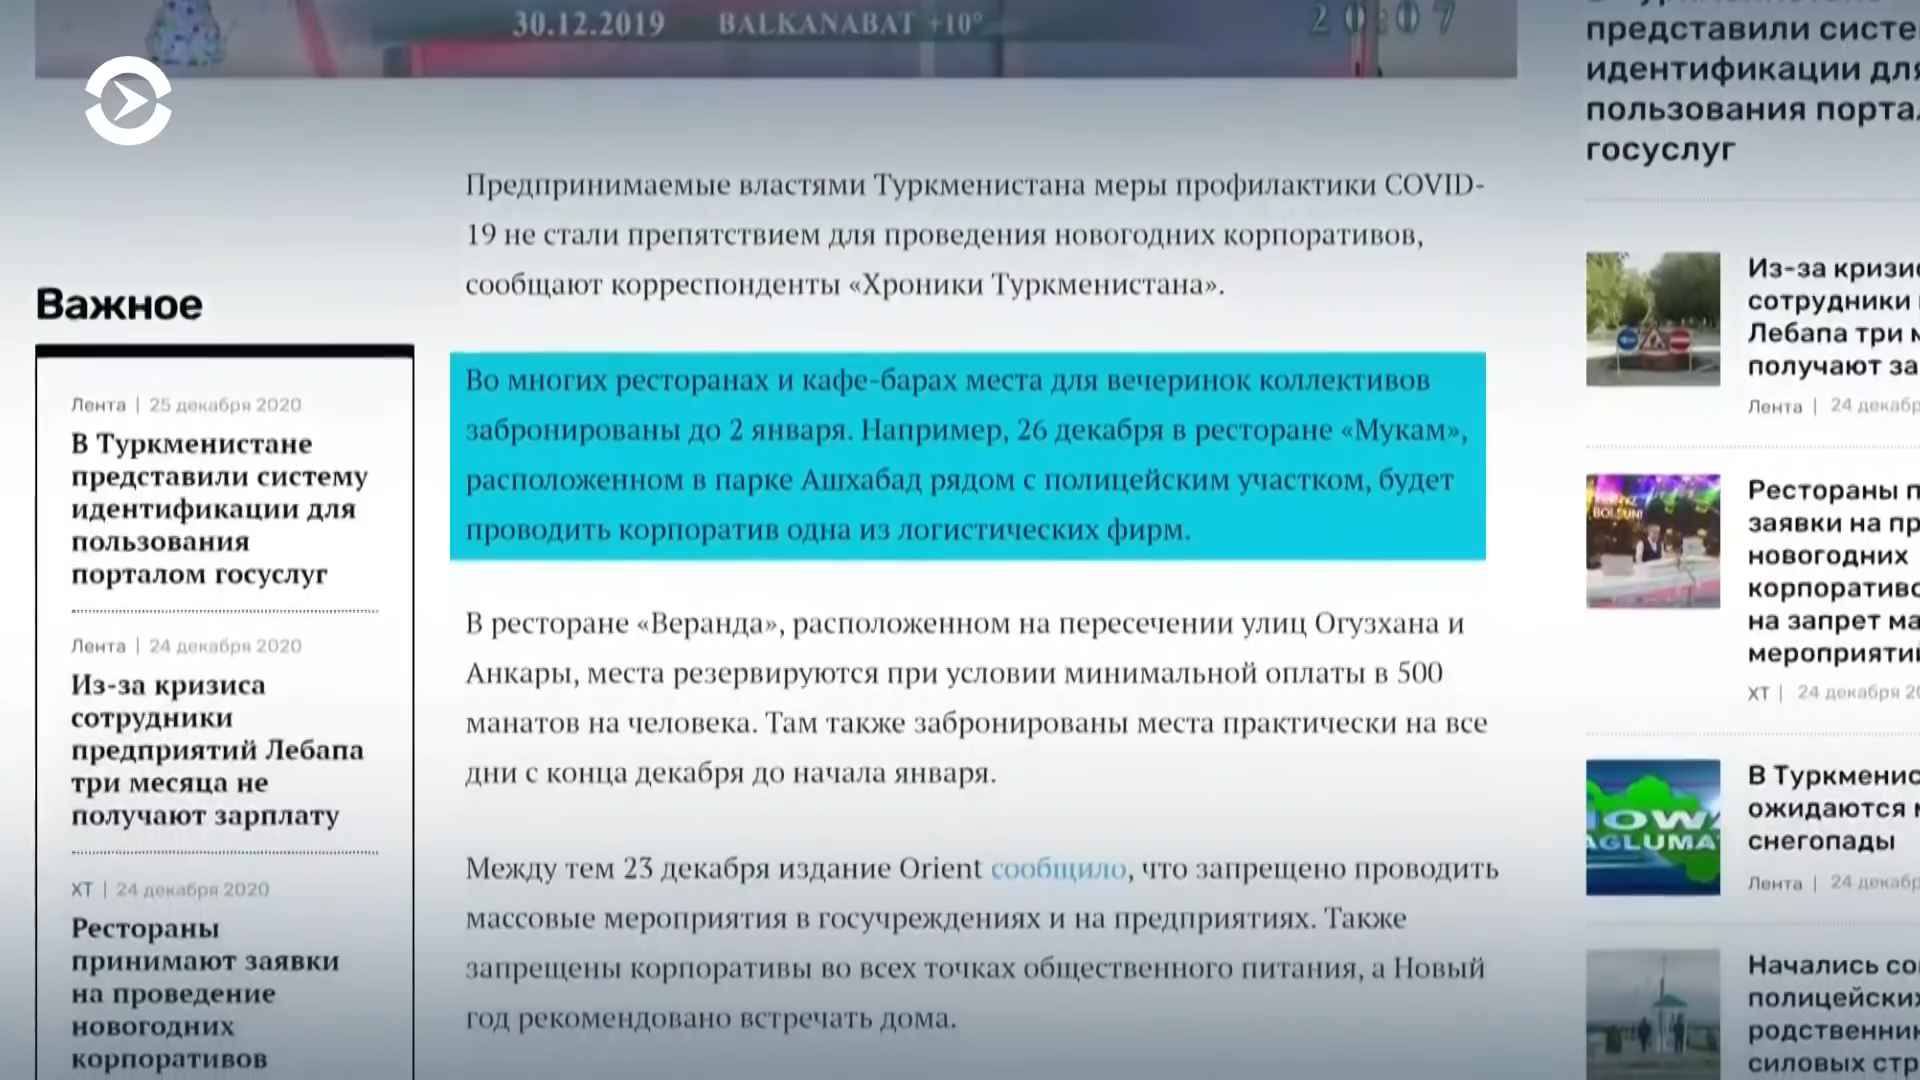 30.12.2019 BALKANABAT +10° 20:07
Предпринимаемые властями Туркменистана меры профилактики COVID-
19 не стали препятствием для проведения новогодних корпоративов,
сообщают корреспонденты «Хроники Туркменистана».
Во многих ресторанах и кафе-барах места для вечеринок коллективов
забронированы до 2 января. Например, 26 декабря в ресторане «Мукам»,
расположенном в парке Ашхабад рядом с полицейским участком, будет
проводить корпоратив одна из логистических фирм.
В ресторане «Веранда», расположенном на пересечении улиц Огузхана и
Анкары, места резервируются при условии минимальной оплаты в 500
манатов на человека. Там также забронированы места практически на все
дни с конца декабря до начала января.
Между тем 23 декабря издание Orient сообщило, что запрещено проводить
массовые мероприятия в госучреждениях и на предприятиях. Также
запрещены корпоративы во всех точках общественного питания, а Новый
год рекомендовано встречать дома.
Важное
Лента | 25 декабря 2020
В Туркменистане
представили систему
идентификации для
пользования
порталом госуслуг
Лента | 24 декабря 2020
Из-за кризиса
сотрудники
предприятий Лебапа
три месяца не
получают зарплату
ХТ | 24 декабря 2020
Рестораны
принимают заявки
на проведение
новогодних
корпоративов
представили систе
идентификации для
пользования порта
госуслуг
Из-за кризис
сотрудники
Лебапа три м
получают за
Лента | 24 декаб
BOLSUN!
Рестораны п
заявки на пр
новогодних
корпоративо
на запрет ма
мероприяти
ХТ | 24 декабря 20
В Туркменис
ожидаются
снегопады
Лента | 24 декаб
Начались со
полицейских
родственник
силовых стр